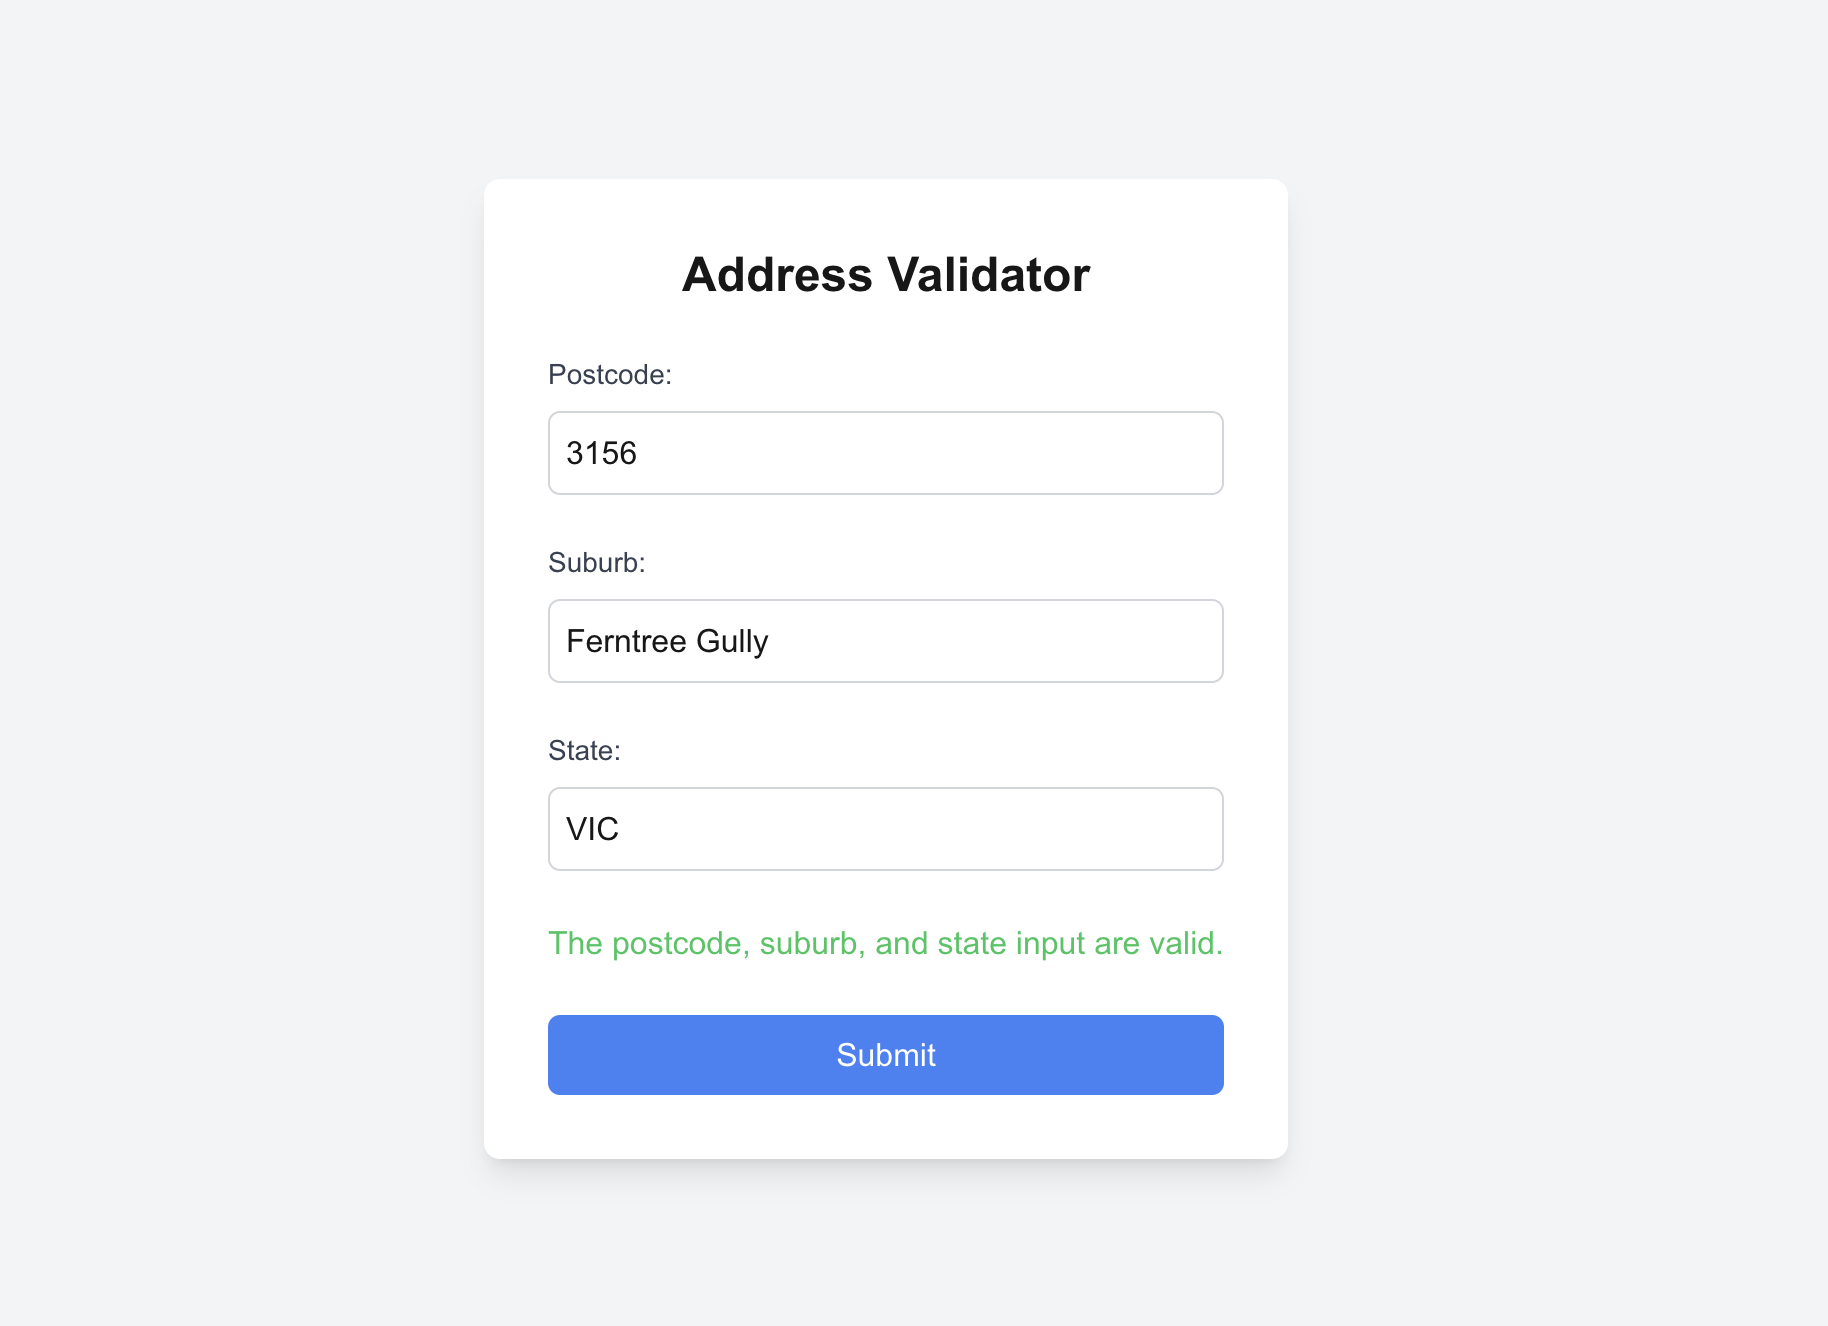 Address Validator
Postcode:
3156
Suburb:
Ferntree Gully
State:
VIC
The postcode, suburb, and state input are valid.
Submit